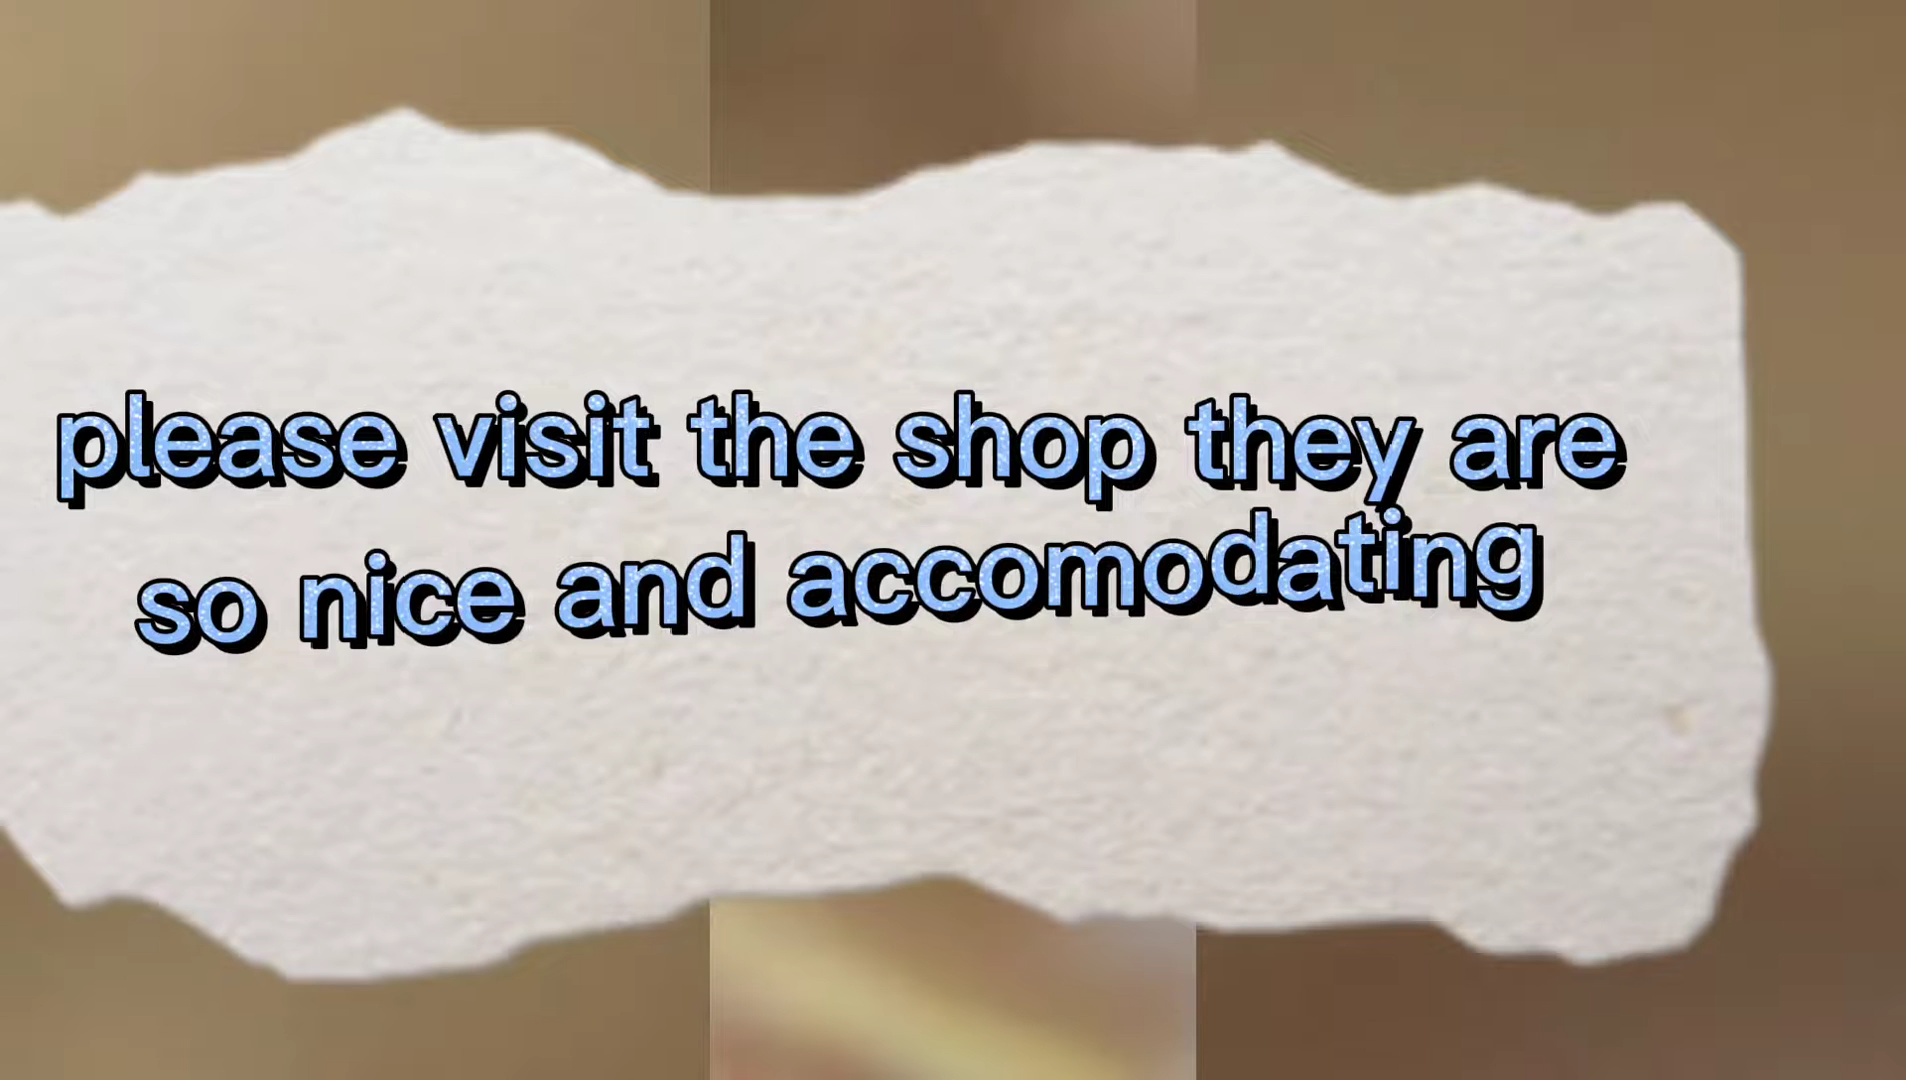 please visit the shop they are
so nice and accomodating